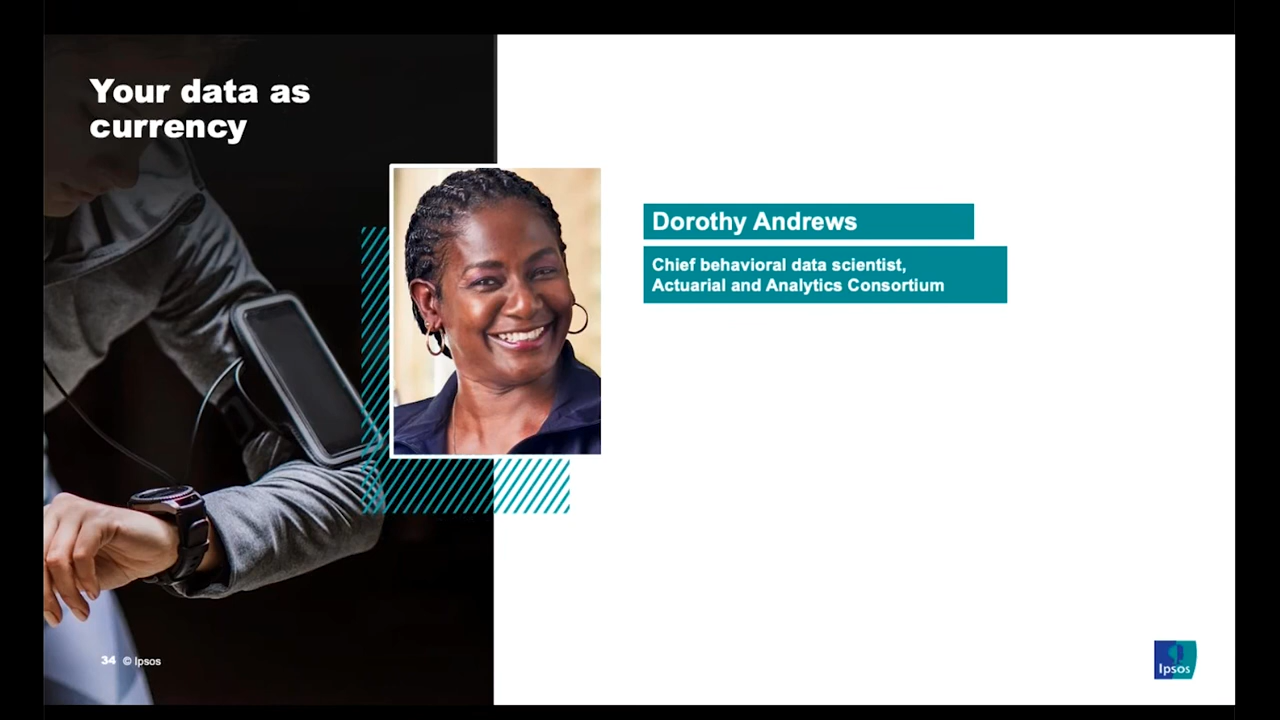 Your data as
currency
Dorothy Andrews
Chief behavioral data scientist,
Actuarial and Analytics Consortium
34 © Ipsos
Ipsos